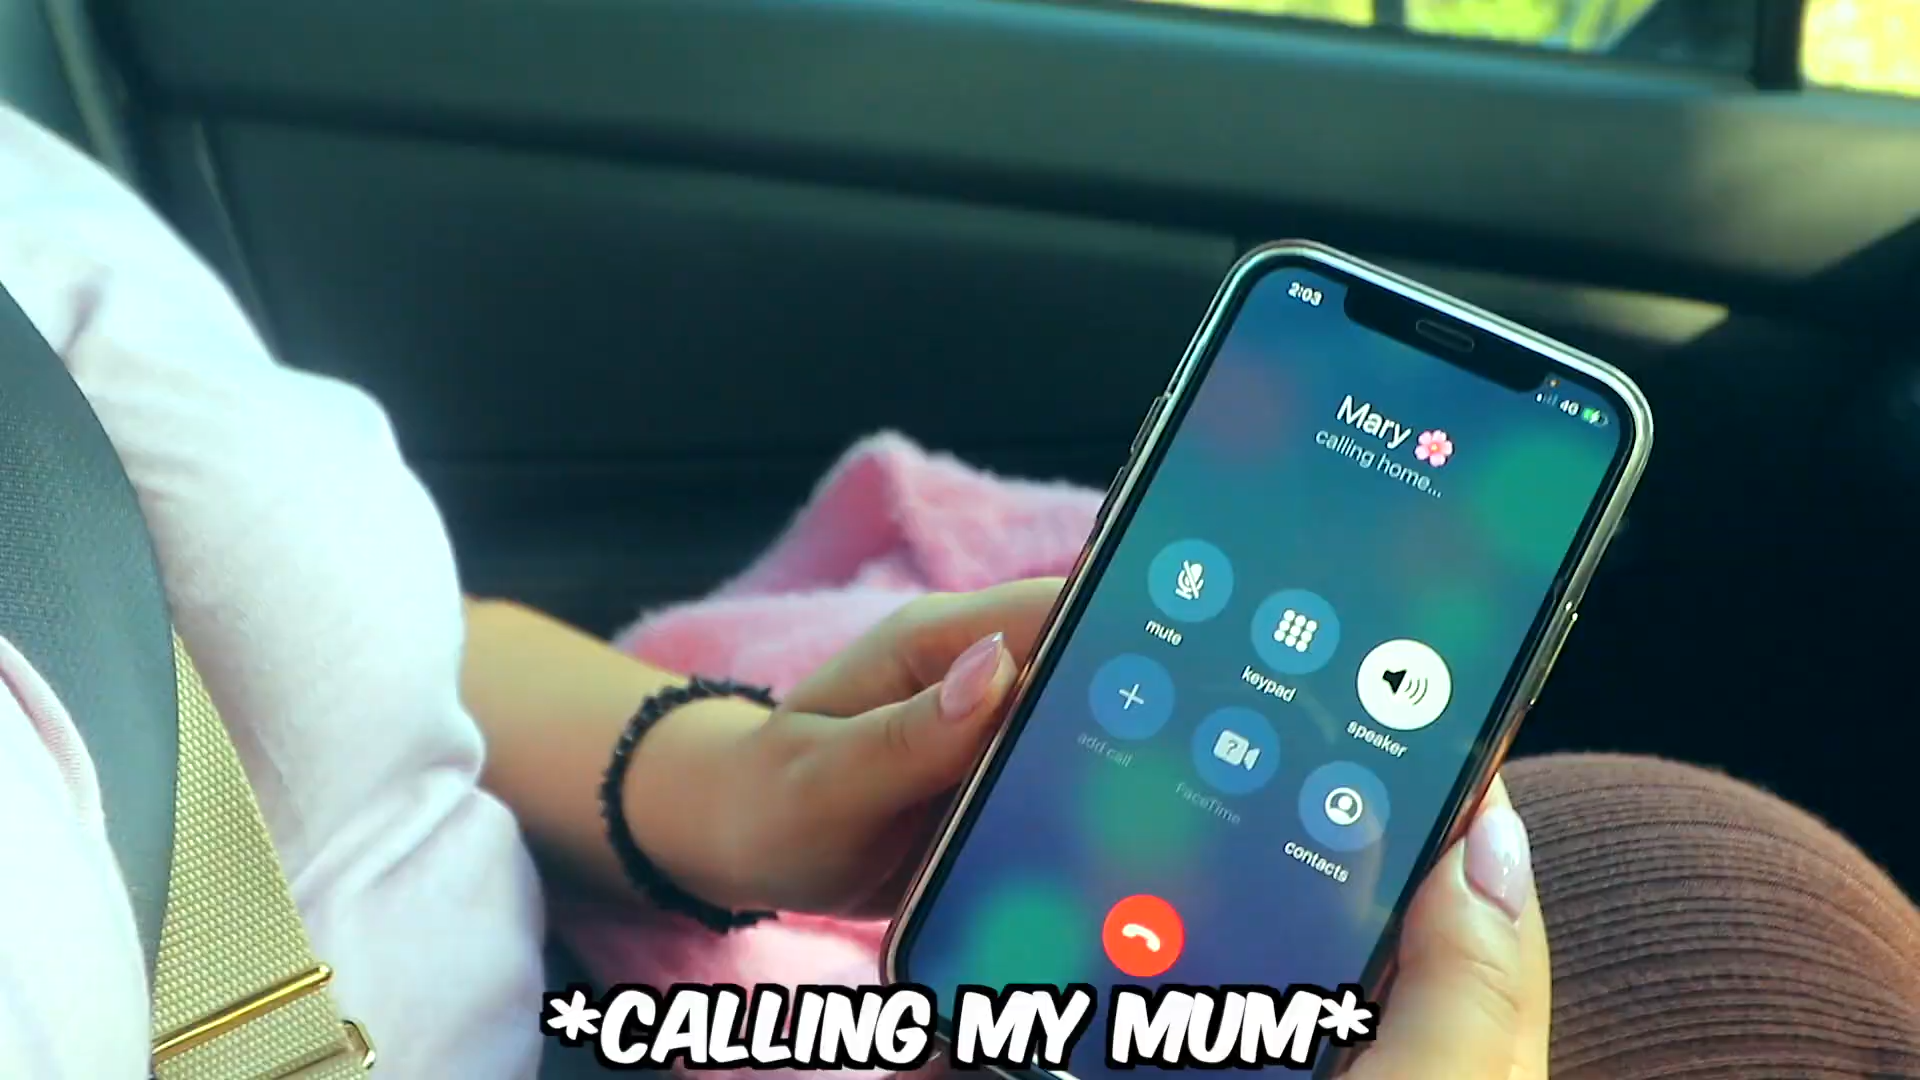 2:03
4G
Mary 🌸
calling home...
mute
keypad
speaker
add call
FaceTime
contacts
*CALLING MY MUM*